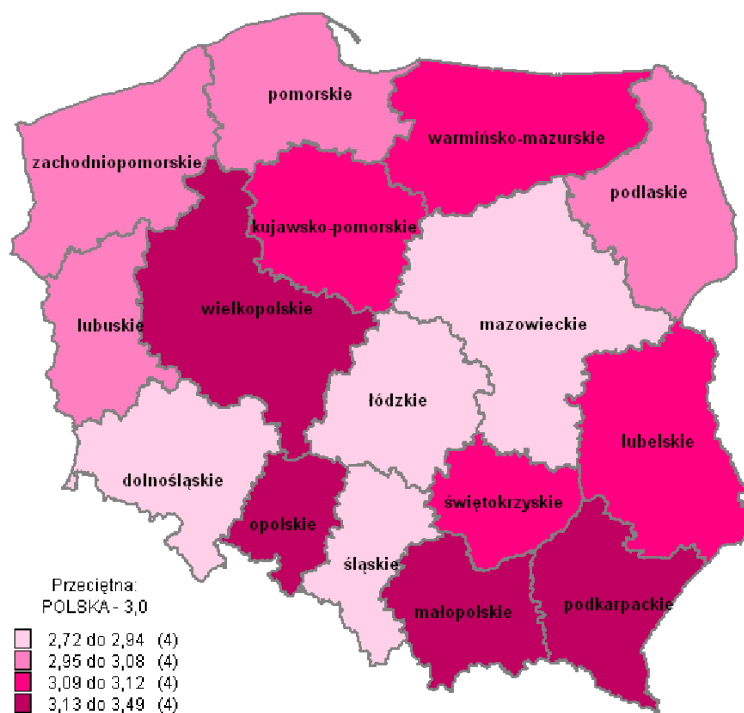 pomorskie
warmińsko-mazurskie
zachodniopomorskie
podlaskie
kujawsko-pomorskie
wielkopolskie
lubuskie
mazowieckie
łódzkie
lubelskie
dolnośląskie
świętokrzyskie
opolskie
śląskie
małopolskie
podkarpackie
Przeciętna:
POLSKA - 3,0
2,72 do 2,94 (4)
2,95 do 3,08 (4)
3,09 do 3,12 (4)
3,13 do 3,49 (4)